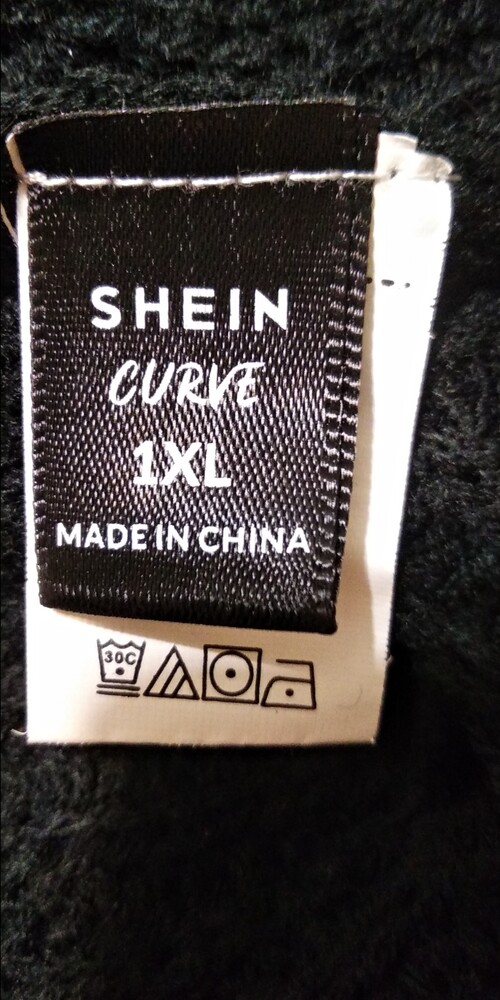 SHEIN
CURVE
1XL
MADE IN CHINA
30C